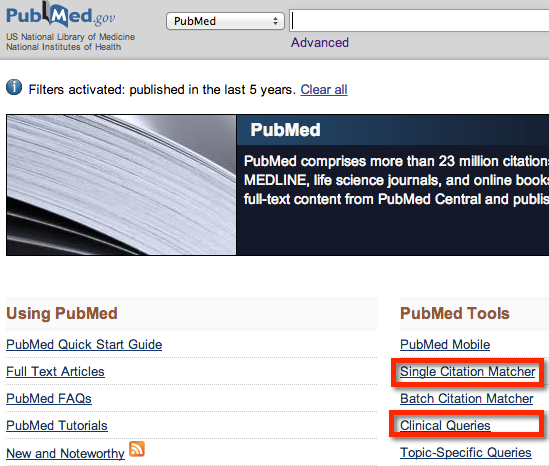 PubMed.gov
US National Library of Medicine
National Institutes of Health
PubMed
Advanced
Filters activated: published in the last 5 years. Clear all
PubMed
PubMed comprises more than 23 million citations
MEDLINE, life science journals, and online books
full-text content from PubMed Central and publis
Using PubMed
PubMed Quick Start Guide
Full Text Articles
PubMed FAQs
PubMed Tutorials
New and Noteworthy
PubMed Tools
PubMed Mobile
Single Citation Matcher
Batch Citation Matcher
Clinical Queries
Topic-Specific Queries